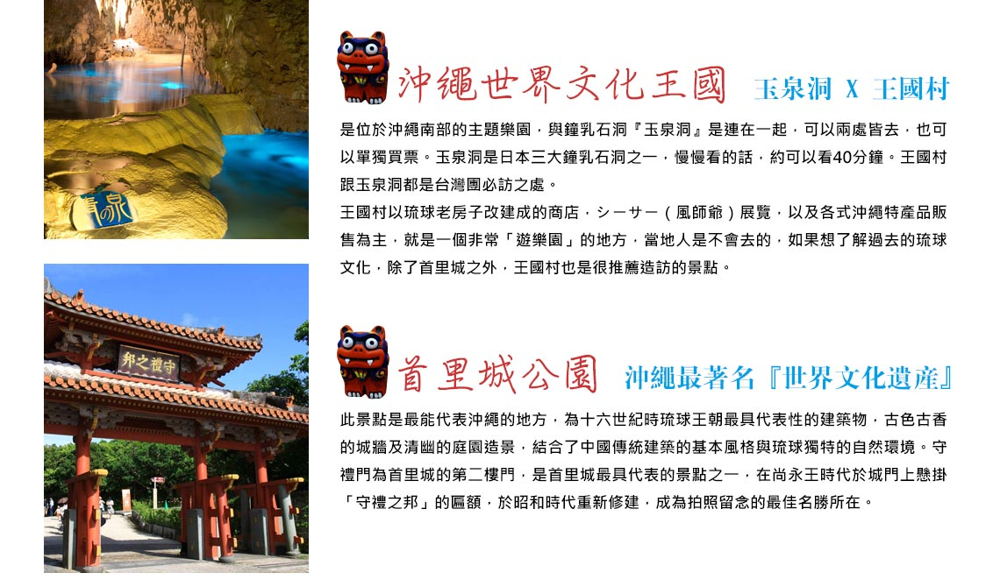 沖繩世界文化王國 玉泉洞 X 王國村
是位於沖繩南部的主題樂園，與鐘乳石洞『玉泉洞』是連在一起，可以兩處皆去，也可
以單獨買票。玉泉洞是日本三大鐘乳石洞之一，慢慢看的話，約可以看40分鐘。王國村
跟玉泉洞都是台灣團必訪之處。
王國村以琉球老房子改建成的商店，シーサー（風師爺）展覽，以及各式沖繩特產品販
售為主，就是一個非常「遊樂園」的地方，當地人是不會去的，如果想了解過去的琉球
文化，除了首里城之外，王國村也是很推薦造訪的景點。
青の泉
首里城公園 沖繩最著名『世界文化遺産』
此景點是最能代表沖繩的地方，為十六世紀時琉球王朝最具代表性的建築物，古色古香
的城牆及清幽的庭園造景，結合了中國傳統建築的基本風格與琉球獨特的自然環境。守
禮門為首里城的第二樓門，是首里城最具代表的景點之一，在尚永王時代於城門上懸掛
「守禮之邦」的匾額，於昭和時代重新修建，成為拍照留念的最佳名勝所在。
邦之禮守